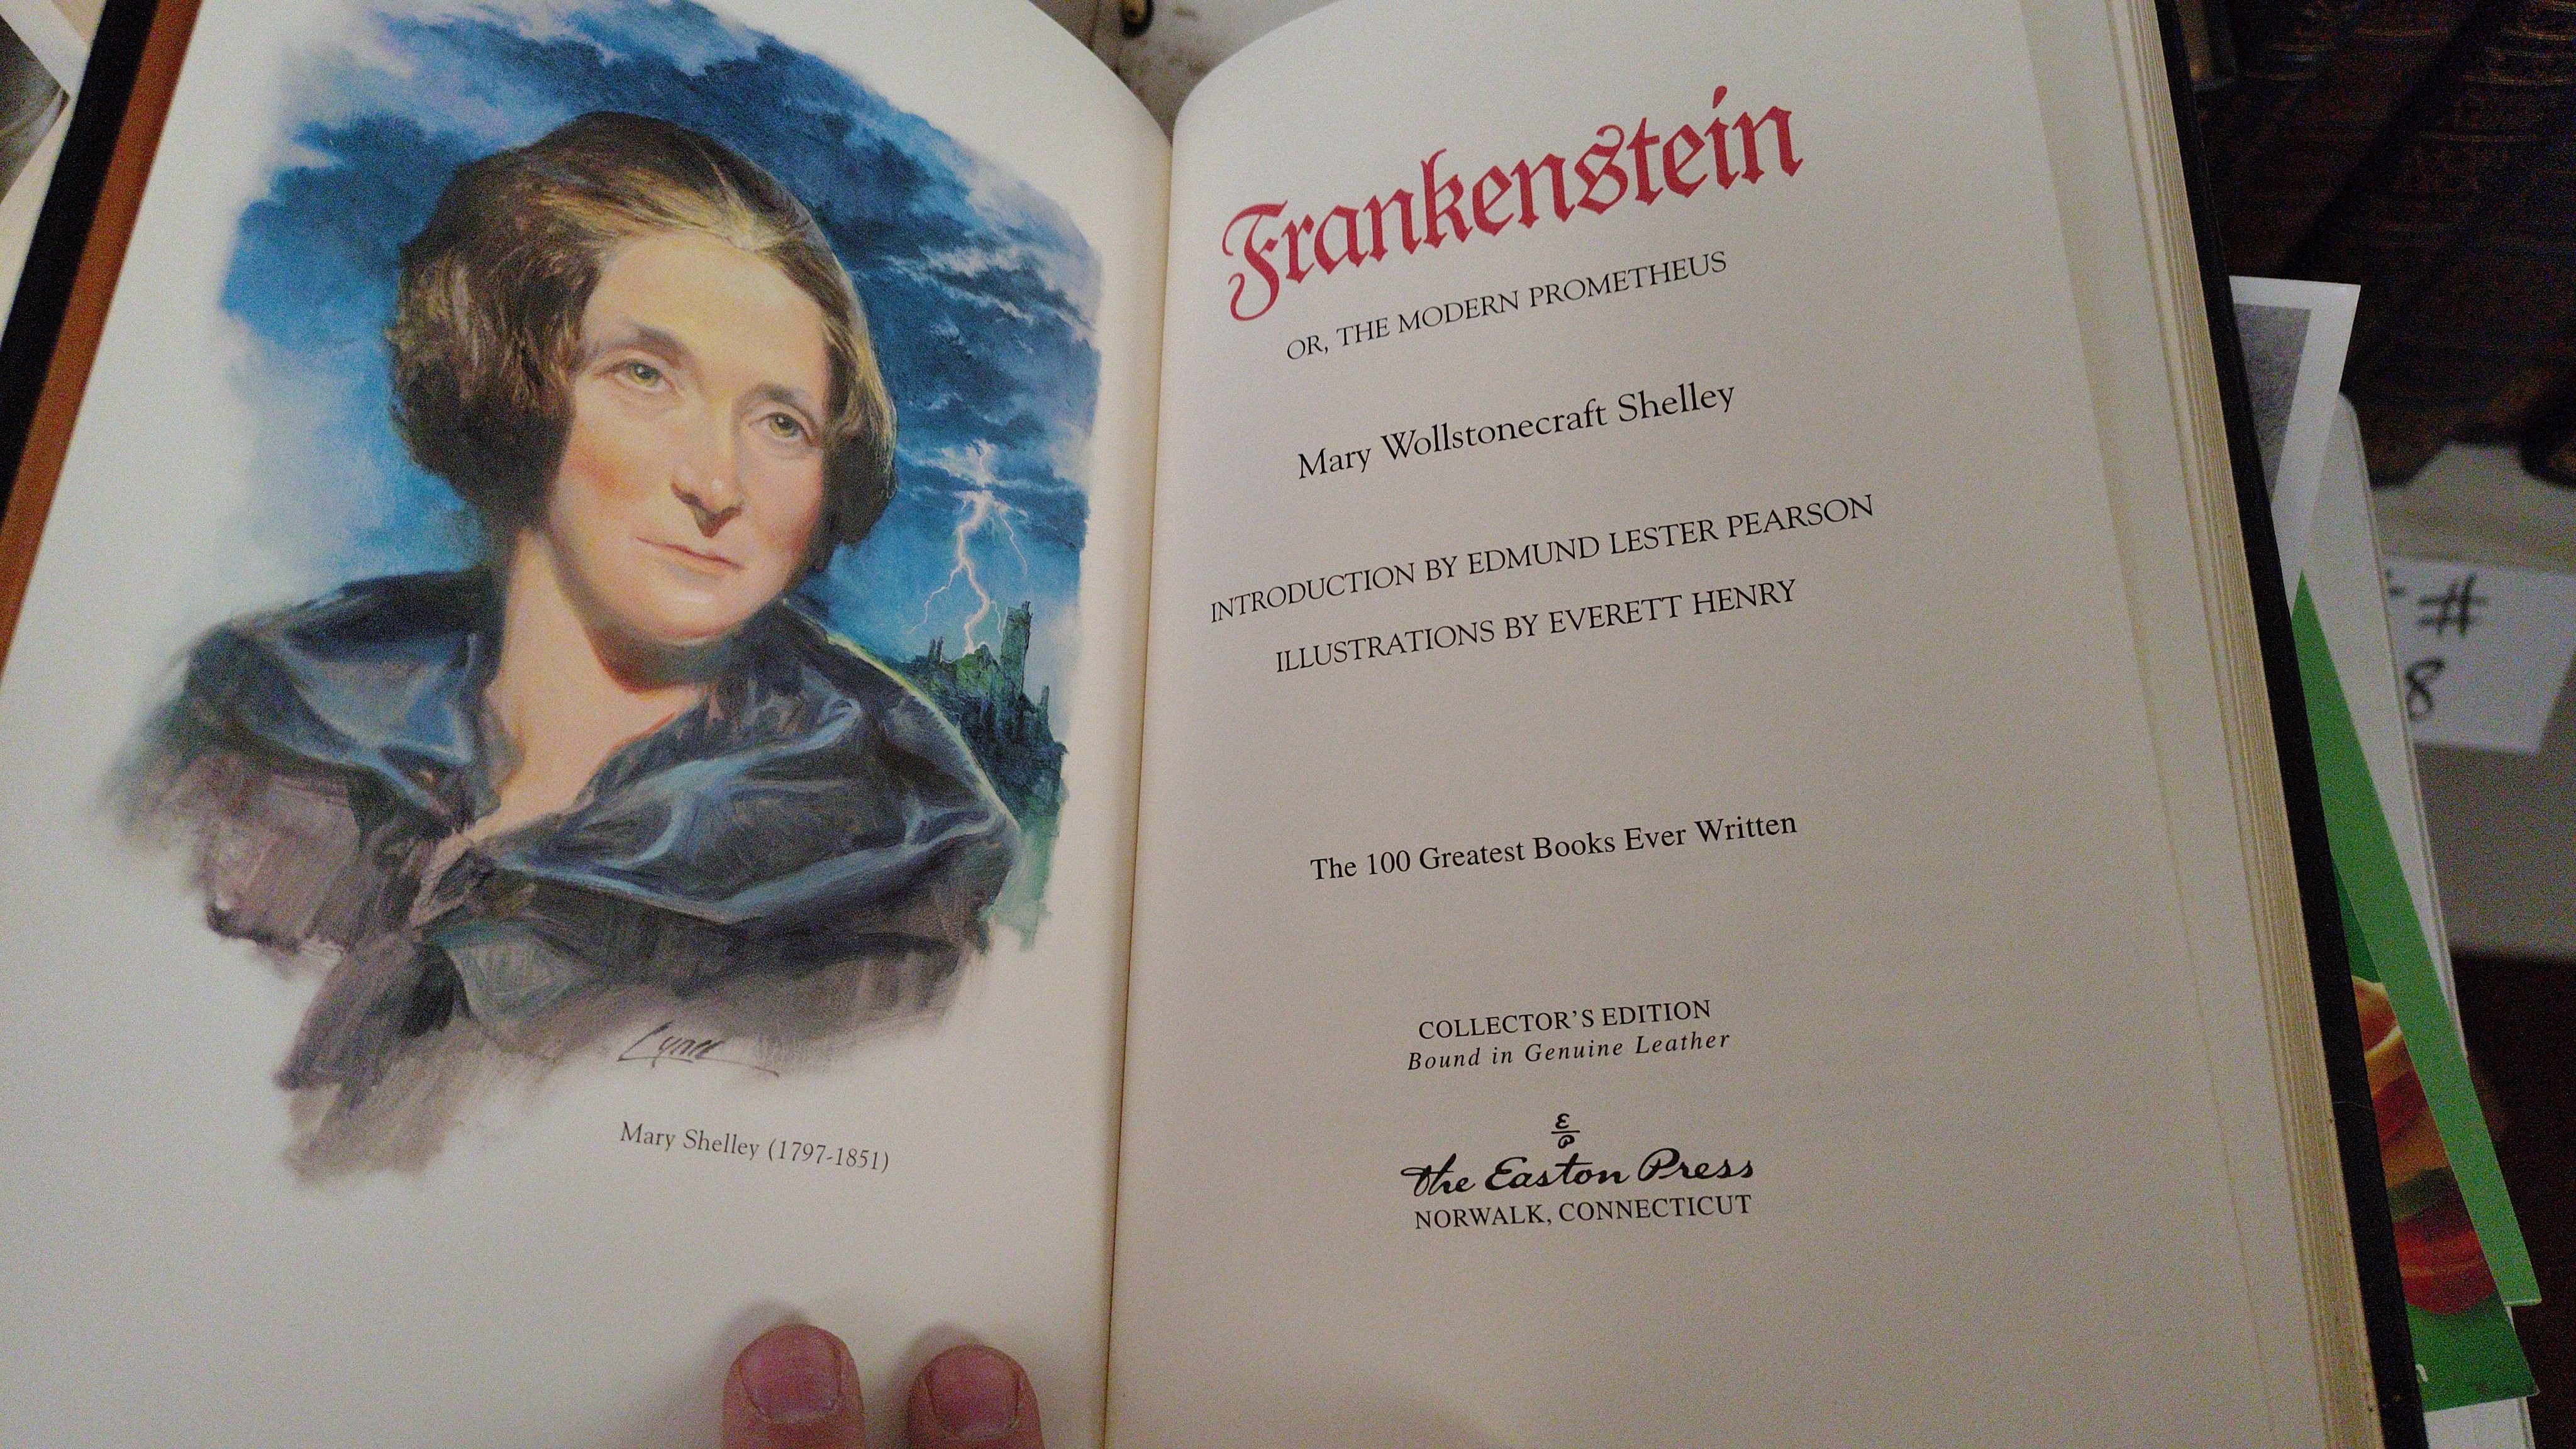 Lynn
Mary Shelley (1797-1851)
Frankenstein
OR, THE MODERN PROMETHEUS
Mary Wollstonecraft Shelley
INTRODUCTION BY EDMUND LESTER PEARSON
ILLUSTRATIONS BY EVERETT HENRY
The 100 Greatest Books Ever Written
COLLECTOR'S EDITION
Bound in Genuine Leather
The Easton Press
NORWALK, CONNECTICUT
#
8